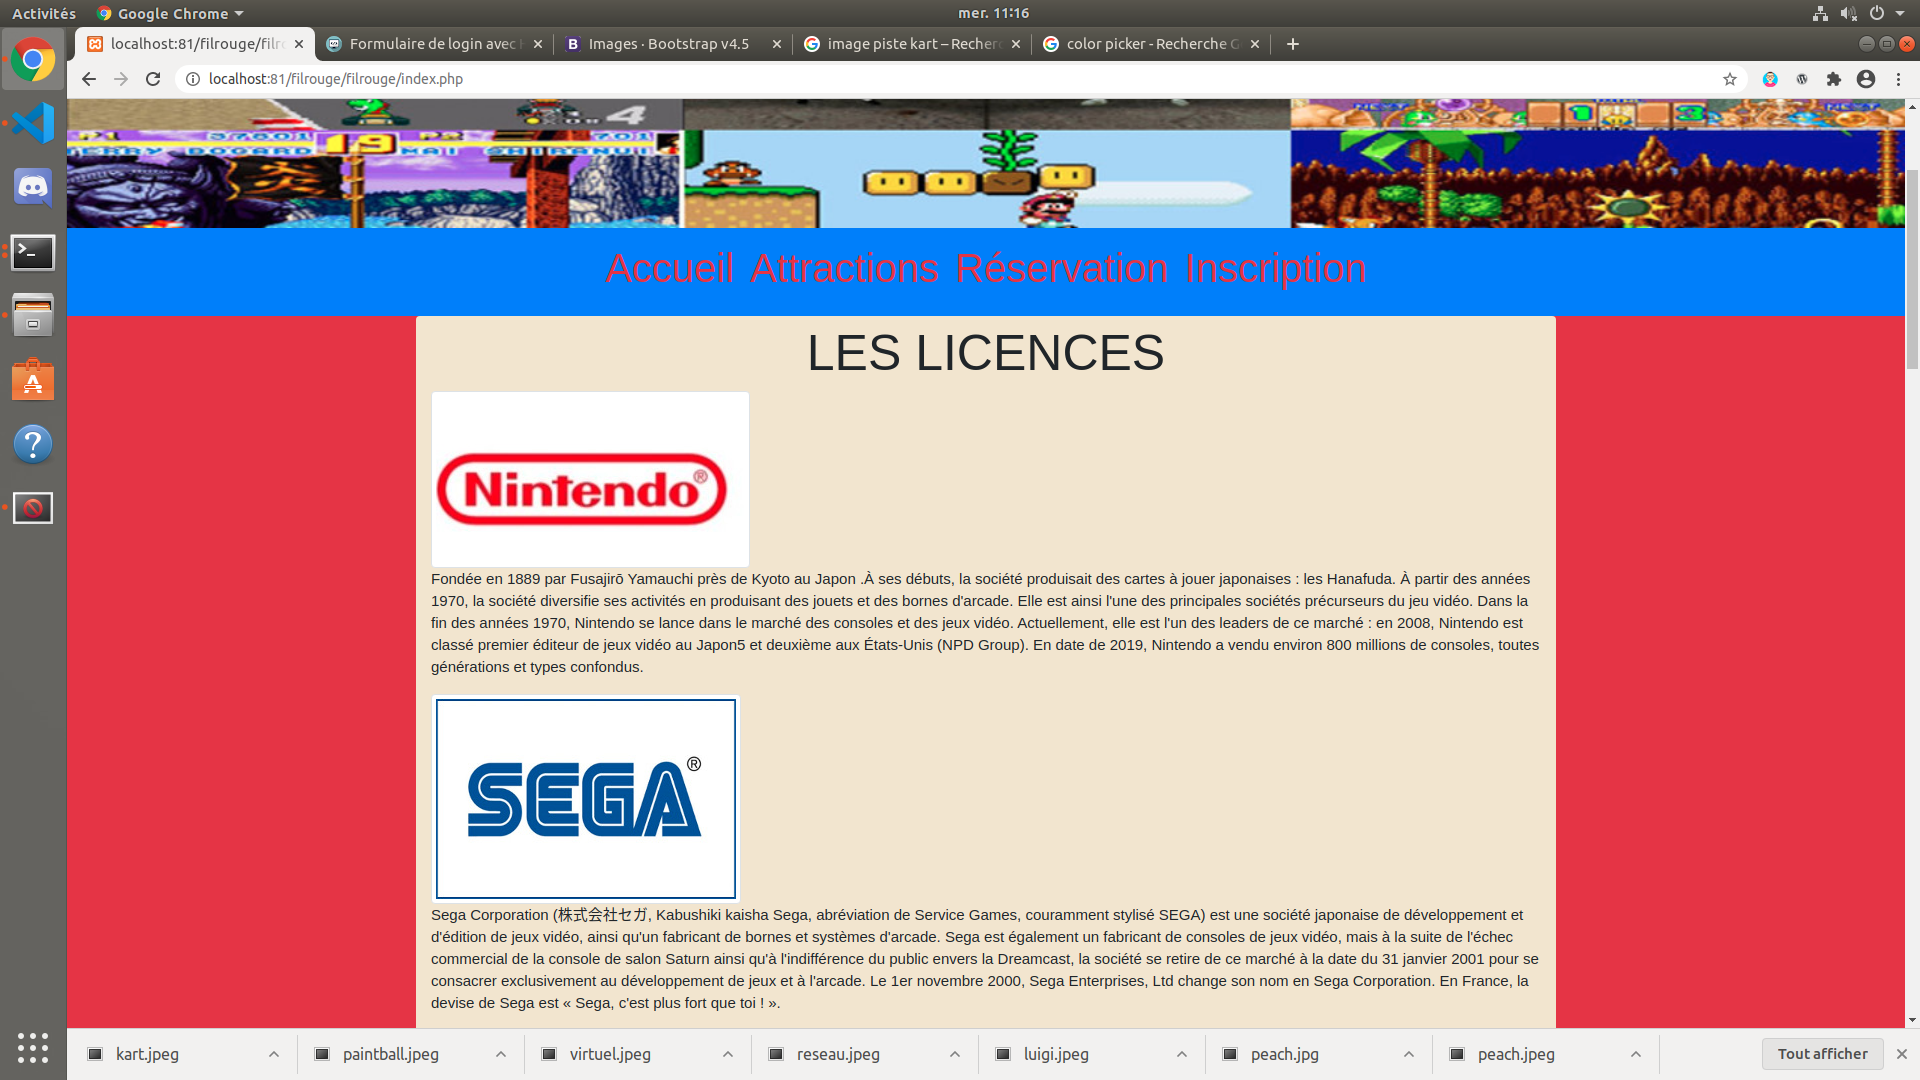 Activités Google Chrome mer. 11:16
localhost:81/filrouge/filro Formulaire de login avec Images · Bootstrap v4.5 image piste kart – Recherc color picker - Recherche G
localhost:81/filrouge/filrouge/index.php
4
1 3
P1 37601 19 P2 701
TERRY BOGARD MAI SHIRANUI
Accueil Attractions Réservation Inscription
LES LICENCES
Nintendo®
Fondée en 1889 par Fusajirō Yamauchi près de Kyoto au Japon .À ses débuts, la société produisait des cartes à jouer japonaises : les Hanafuda. À partir des années
1970, la société diversifie ses activités en produisant des jouets et des bornes d'arcade. Elle est ainsi l'une des principales sociétés précurseurs du jeu vidéo. Dans la
fin des années 1970, Nintendo se lance dans le marché des consoles et des jeux vidéo. Actuellement, elle est l'un des leaders de ce marché : en 2008, Nintendo est
classé premier éditeur de jeux vidéo au Japon5 et deuxième aux États-Unis (NPD Group). En date de 2019, Nintendo a vendu environ 800 millions de consoles, toutes
générations et types confondus.
SEGA®
Sega Corporation (株式会社セガ, Kabushiki kaisha Sega, abréviation de Service Games, couramment stylisé SEGA) est une société japonaise de développement et
d'édition de jeux vidéo, ainsi qu'un fabricant de bornes et systèmes d'arcade. Sega est également un fabricant de consoles de jeux vidéo, mais à la suite de l'échec
commercial de la console de salon Saturn ainsi qu'à l'indifférence du public envers la Dreamcast, la société se retire de ce marché à la date du 31 janvier 2001 pour se
consacrer exclusivement au développement de jeux et à l'arcade. Le 1er novembre 2000, Sega Enterprises, Ltd change son nom en Sega Corporation. En France, la
devise de Sega est « Sega, c'est plus fort que toi ! ».
kart.jpeg paintball.jpeg virtuel.jpeg reseau.jpeg luigi.jpeg peach.jpg peach.jpeg Tout afficher